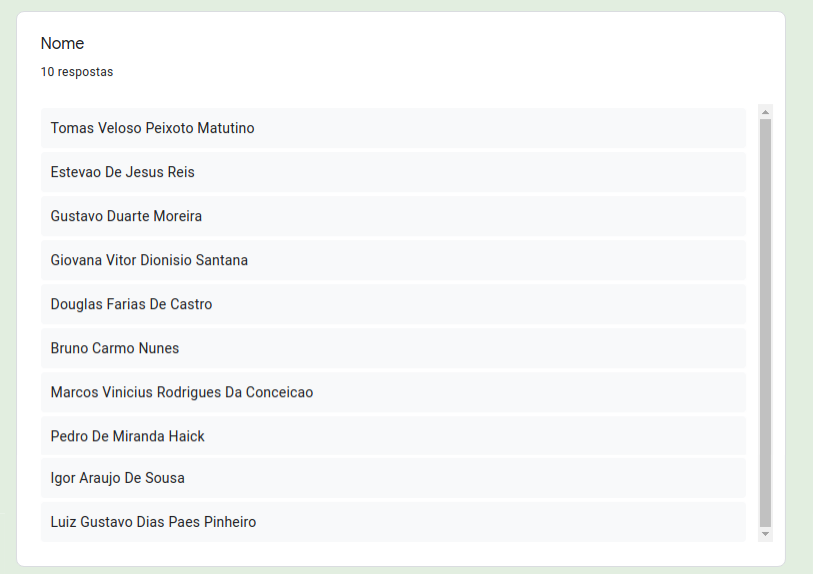 Nome
10 respostas
Tomas Veloso Peixoto Matutino
Estevao De Jesus Reis
Gustavo Duarte Moreira
Giovana Vitor Dionisio Santana
Douglas Farias De Castro
Bruno Carmo Nunes
Marcos Vinicius Rodrigues Da Conceicao
Pedro De Miranda Haick
Igor Araujo De Sousa
Luiz Gustavo Dias Paes Pinheiro